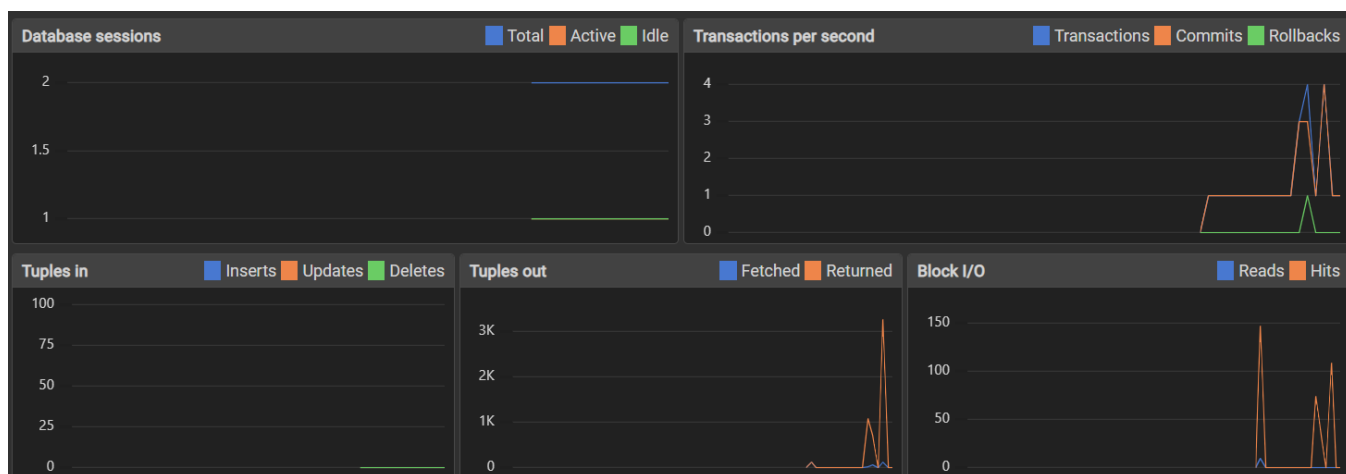 Database sessions Total Active Idle
2
1.5
1
Transactions per second Transactions Commits Rollbacks
4
3
2
1
0
Tuples in Inserts Updates Deletes
100
75
50
25
0
Tuples out Fetched Returned
3K
2K
1K
0
Block I/O Reads Hits
150
100
50
0